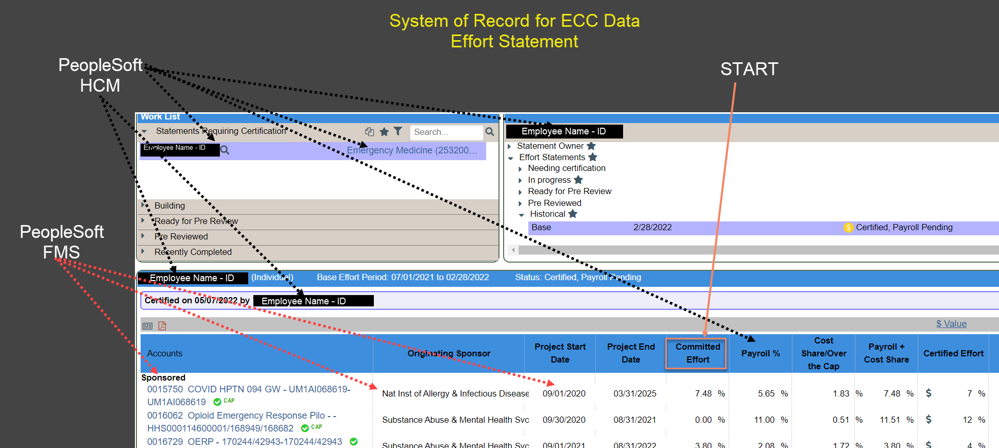 System of Record for ECC Data
Effort Statement
PeopleSoft
HCM
START
Work List
Statements Requiring Certification
Search...
Employee Name - ID
Emergency Medicine (253200...
Building
Ready for Pre Review
Pre Reviewed
Recently Completed
Employee Name - ID
Statement Owner
Effort Statements
Needing certification
In progress
Ready for Pre Review
Pre Reviewed
Historical
Base 2/28/2022 $ Certified, Payroll Pending
PeopleSoft
FMS
Employee Name - ID (Individual) Base Effort Period: 07/01/2021 to 02/28/2022 Status: Certified, Payroll Pending
Certified on 05/07/2022 by Employee Name - ID
$ Value
Accounts
Originating Sponsor
Project Start
Date
Project End
Date
Committed
Effort
Payroll %
Cost
Share/Over
the Cap
Payroll +
Cost Share
Certified Effort
Sponsored
0015750 COVID HPTN 094 GW - UM1AI068619-
UM1AI068619 CAP
Nat Inst of Allergy & Infectious Disease 09/01/2020 03/31/2025 7.48 % 5.65 % 1.83 % 7.48 % $ 7 %
0016062 Opioid Emergency Response Pilo - -
HHS000114600001/168949/168682 CAP
Substance Abuse & Mental Health Svc 09/30/2020 08/31/2021 0.00 % 11.00 % 0.51 % 11.51 % $ 12 %
0016729 OERP - 170244/42943-170244/42943
Substance Abuse & Mental Health Svc 09/01/2021 08/31/2022 3.80 % 2.08 % 1.72 % 3.80 % $ 4 %